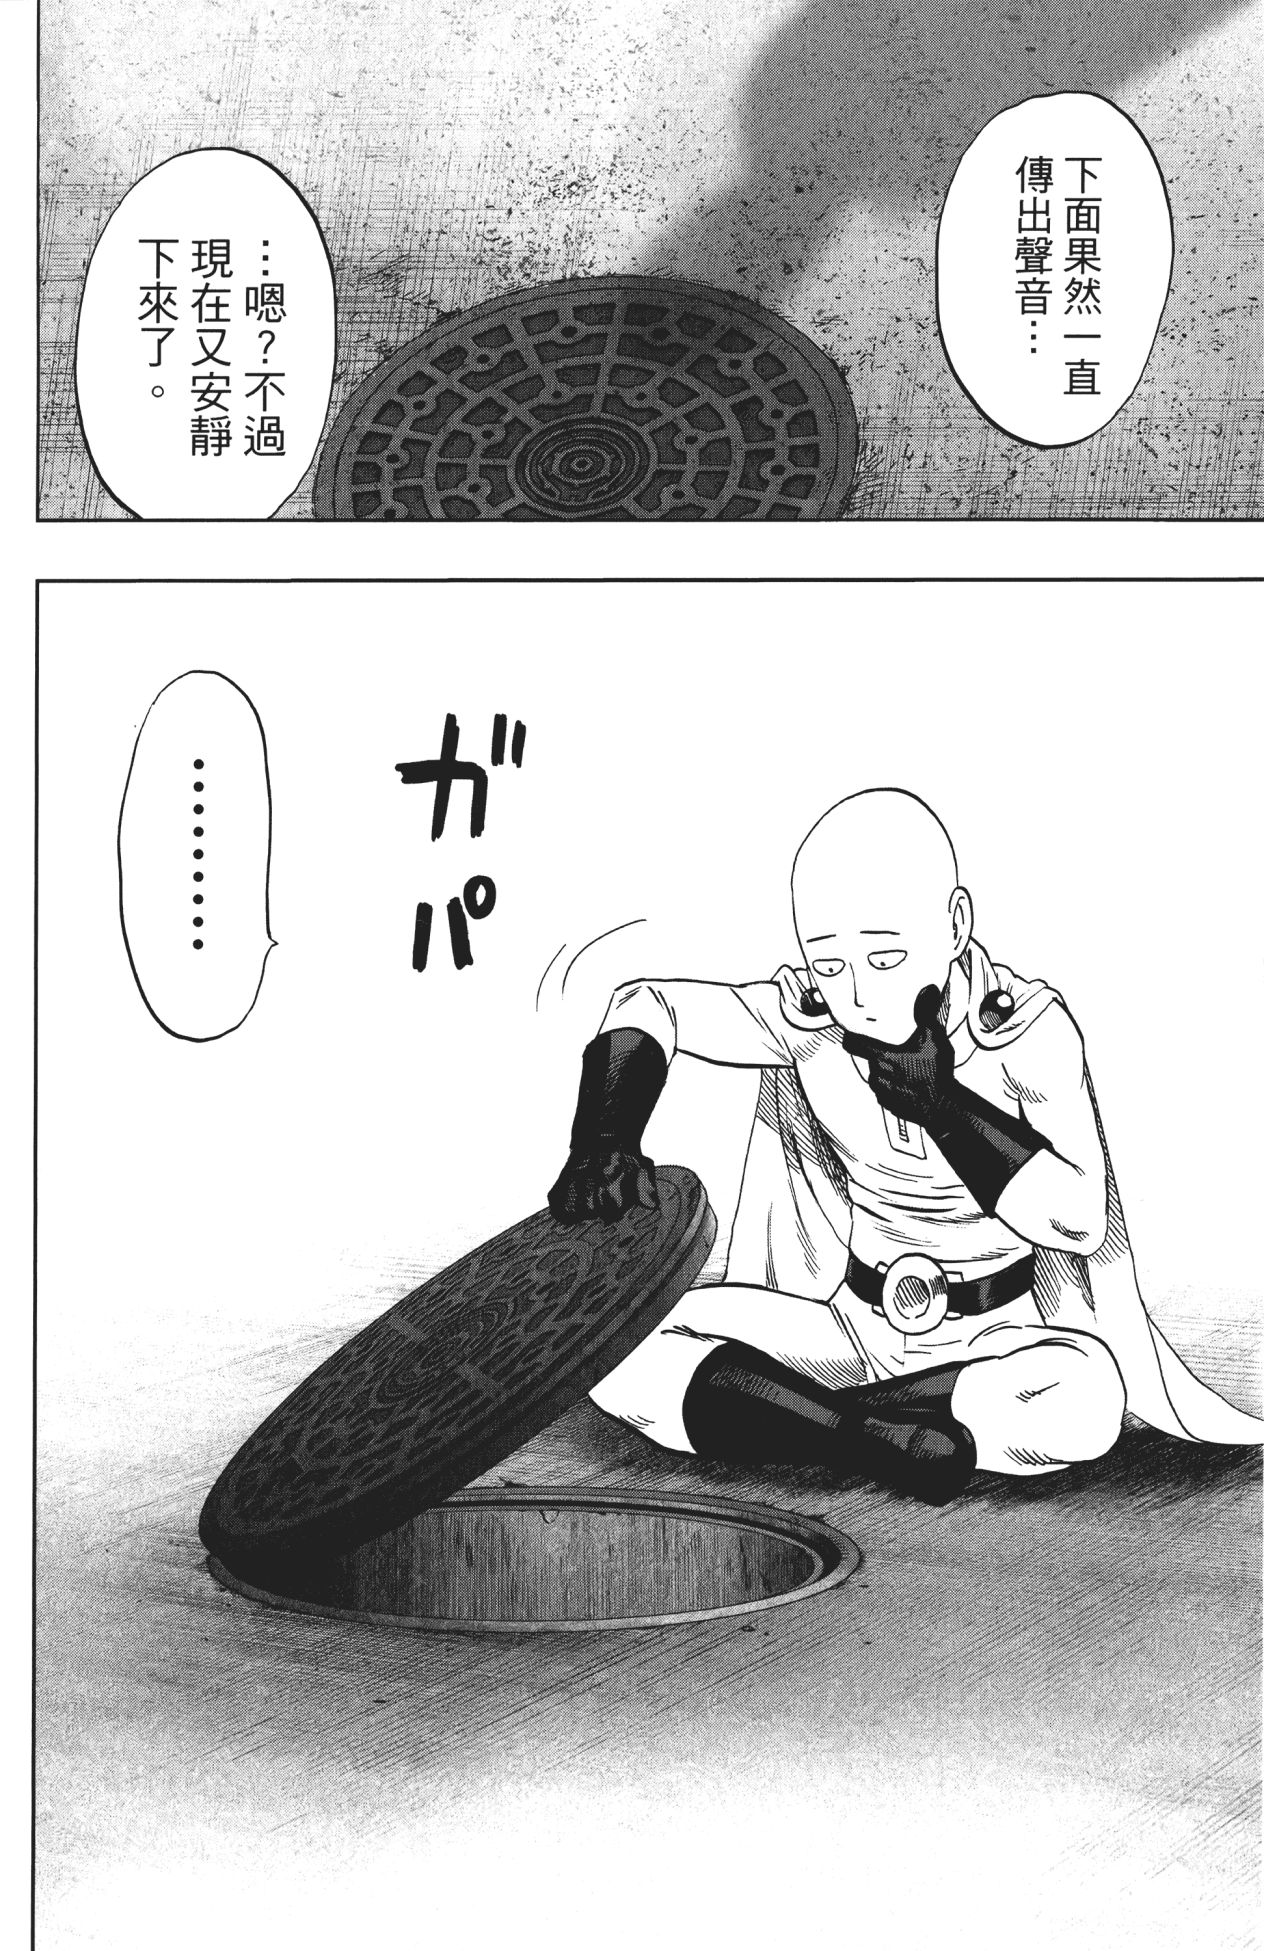 下面果然一直
傳出聲音…
…嗯？不過
現在又安靜
下來了。
ガパ
………